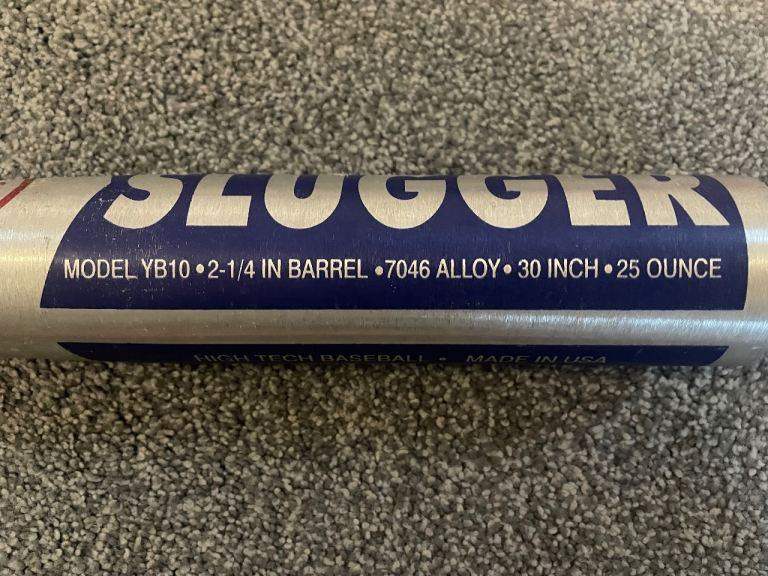 SLUGGER
MODEL YB10 • 2-1/4 IN BARREL • 7046 ALLOY • 30 INCH • 25 OUNCE
HIGH TECH BASEBALL • MADE IN USA